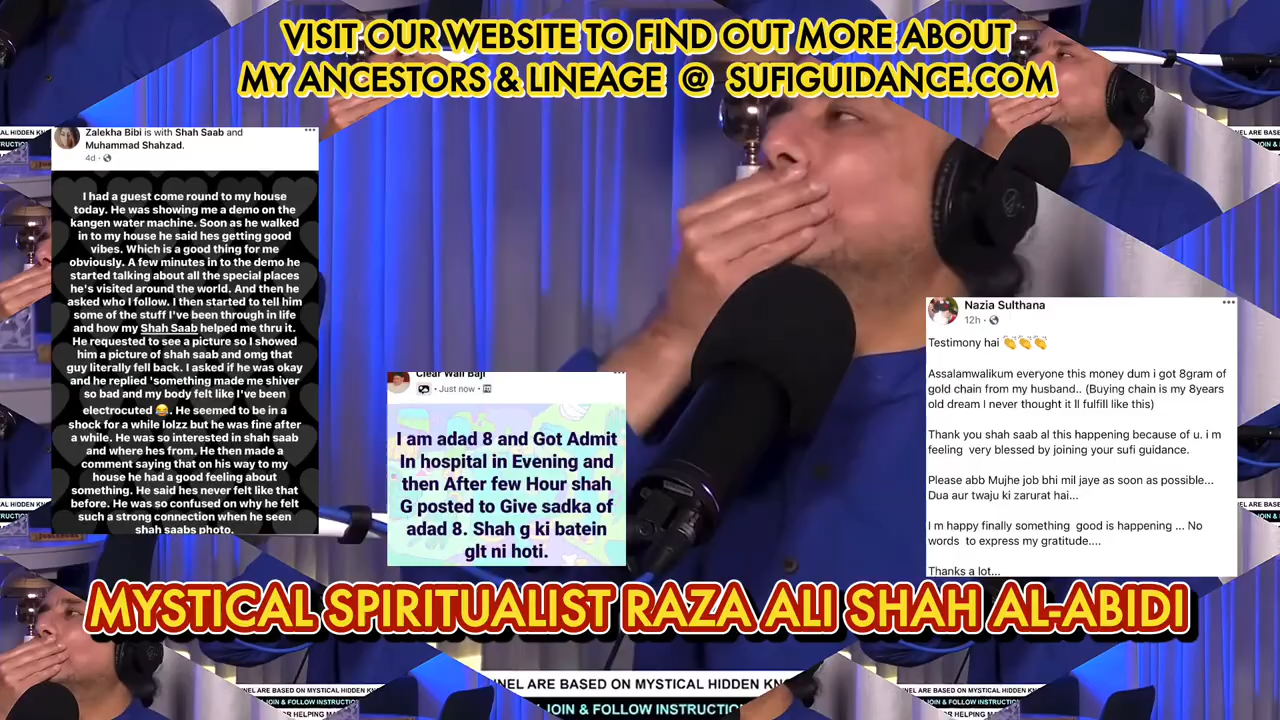 VISIT OUR WEBSITE TO FIND OUT MORE ABOUT
MY ANCESTORS & LINEAGE @ SUFIGUIDANCE.COM
Zalekha Bibi is with Shah Saab and
Muhammad Shahzad.
4d
I had a guest come round to my house
today. He was showing me a demo on the
kangen water machine. Soon as he walked
in to my house he said hes getting good
vibes. Which is a good thing for me
obviously. A few minutes in to the demo he
started talking about all the special places
he's visited around the world. And then he
asked who I follow. I then started to tell him
some of the stuff I've been through in life
and how my Shah Saab helped me thru it.
He requested to see a picture so I showed
him a picture of shah saab and omg that
guy literally fell back. I asked if he was okay
and he replied 'something made me shiver
so bad and my body felt like I've been
electrocuted 😂. He seemed to be in a
shock for a while lolzz but he was fine after
a while. He was so interested in shah saab
and where hes from. He then made a
comment saying that on his way to my
house he had a good feeling about
something. He said hes never felt like that
before. He was so confused on why he felt
such a strong connection when he seen
shah saabs photo.
Clear Wali Baji
Just now
I am adad 8 and Got Admit
In hospital in Evening and
then After few Hour shah
G posted to Give sadka of
adad 8. Shah g ki batein
glt ni hoti.
Nazia Sulthana
12h
Testimony hai 👏👏👏
Assalamwalikum everyone this money dum i got 8gram of
gold chain from my husband.. (Buying chain is my 8years
old dream I never thought it ll fulfill like this)
Thank you shah saab al this happening because of u. i m
feeling very blessed by joining your sufi guidance.
Please abb Mujhe job bhi mil jaye as soon as possible...
Dua aur twaju ki zarurat hai...
I m happy finally something good is happening ... No
words to express my gratitude....
Thanks a lot...
MYSTICAL SPIRITUALIST RAZA ALI SHAH AL-ABIDI
NEL ARE BASED ON MYSTICAL HIDDEN KN
JOIN & FOLLOW INSTRUCTIO